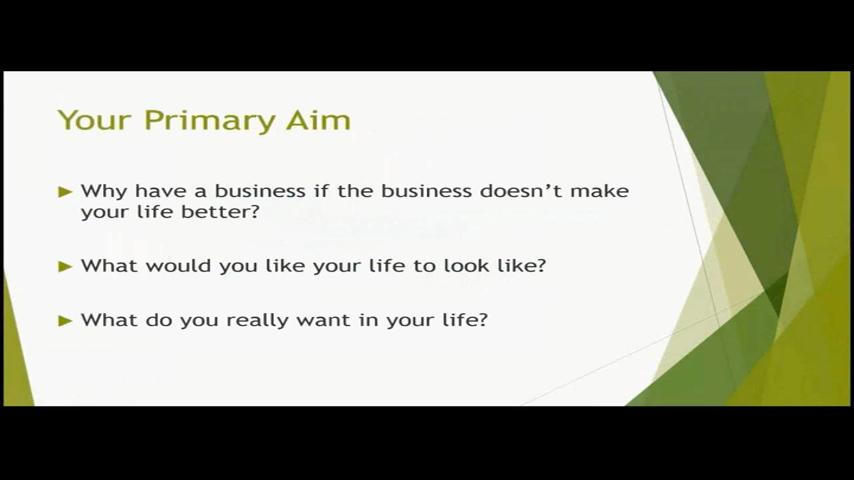 Your Primary Aim
Why have a business if the business doesn't make
your life better?
What would you like your life to look like?
What do you really want in your life?